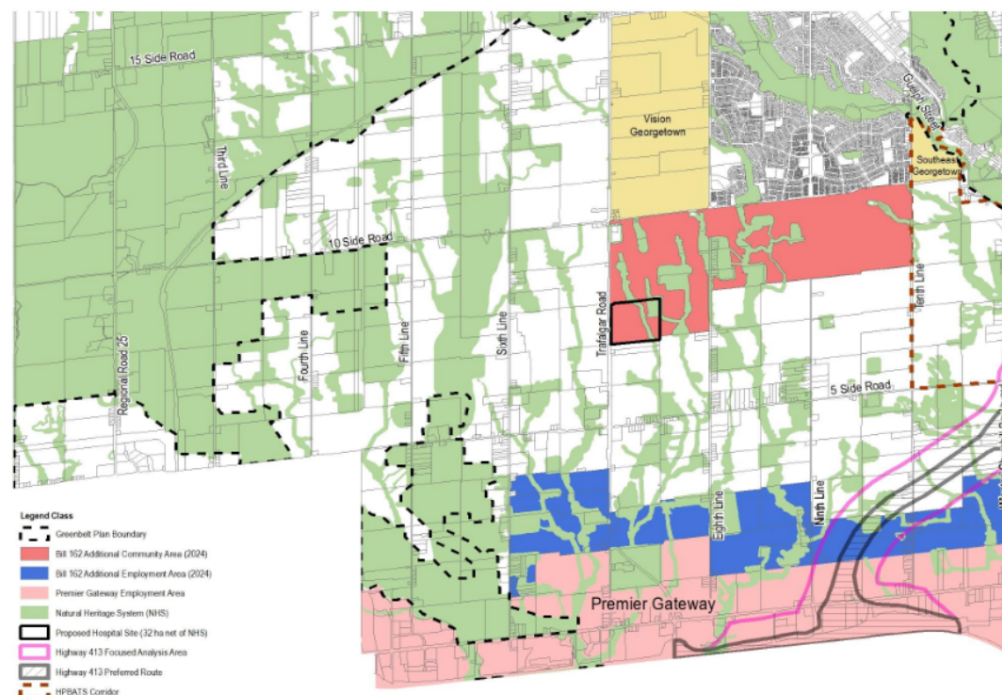 15 Side Road
Guelph Street
Vision
Georgetown
Third Line
Southeast
Georgetown
10 Side Road
Tenth Line
Trafalgar Road
Sixth Line
Fifth Line
Fourth Line
Regional Road 25
5 Side Road
Eighth Line
Ninth Line
Premier Gateway
Legend Class
Greenbelt Plan Boundary
Bill 162 Additional Community Area (2024)
Bill 162 Additional Employment Area (2024)
Premier Gateway Employment Area
Natural Heritage System (NHS)
Proposed Hospital Site (32 ha net of NHS)
Highway 413 Focused Analysis Area
Highway 413 Preferred Route
HPBATS Corridor